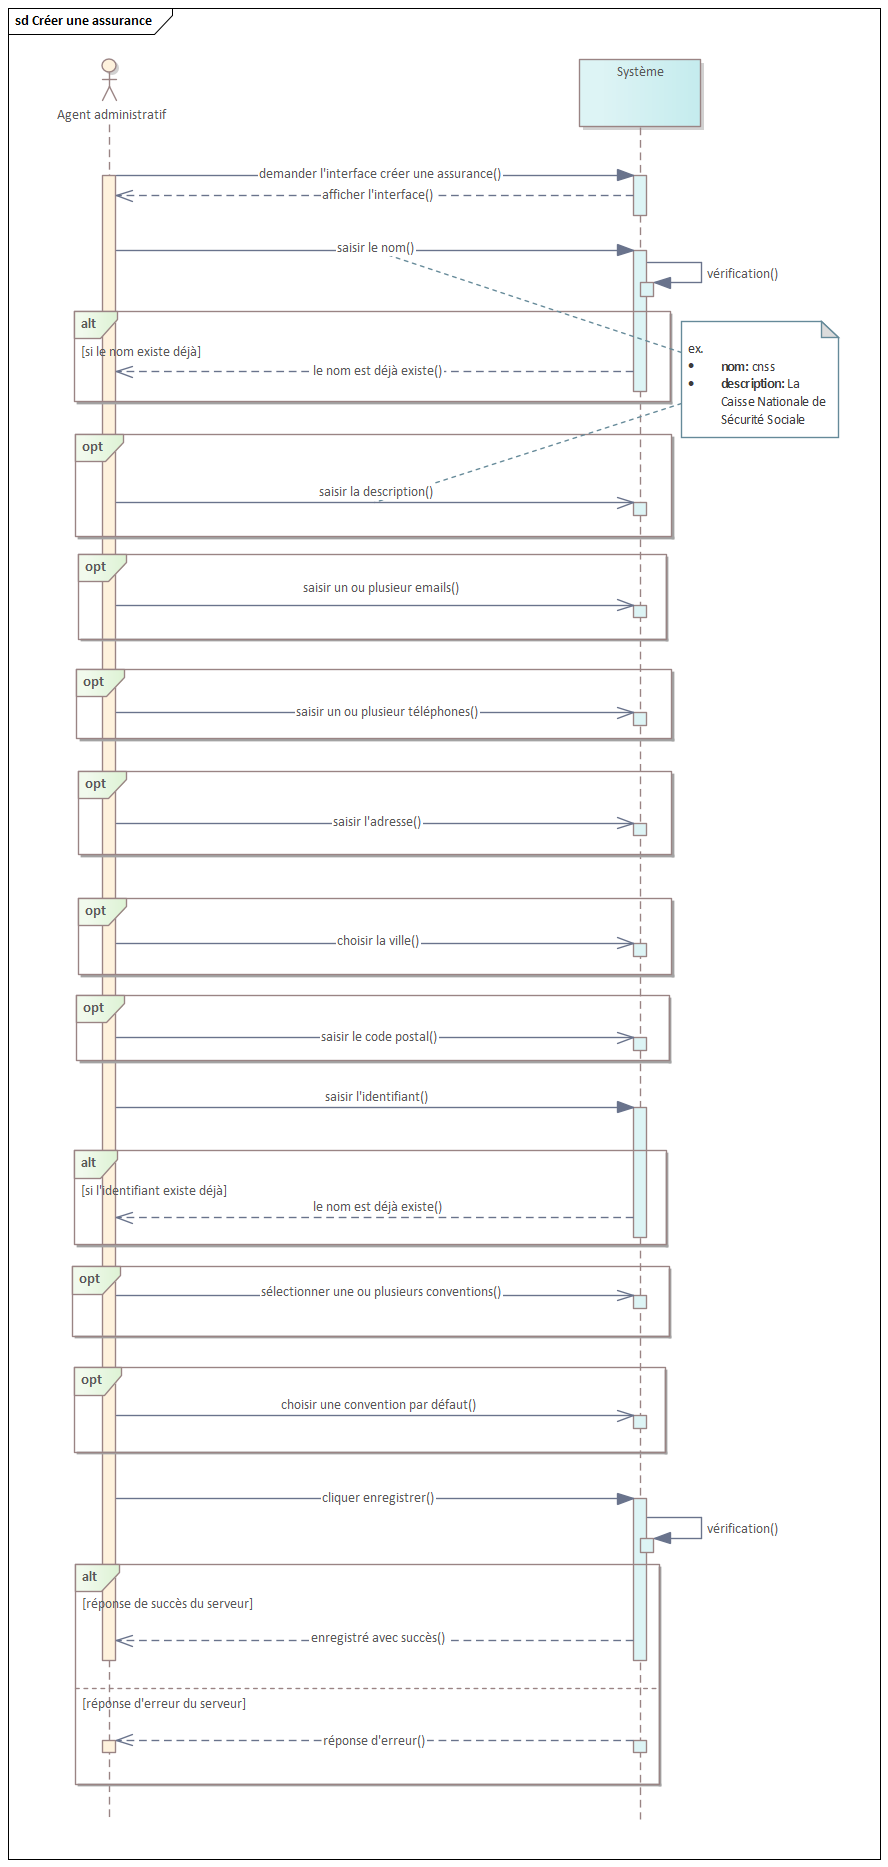 sd Créer une assurance
Système
Agent administratif
demander l'interface créer une assurance()
afficher l'interface()
saisir le nom()
vérification()
alt
[si le nom existe déjà]
le nom est déjà existe()
ex.
• nom: cnss
• description: La
Caisse Nationale de
Sécurité Sociale
opt
saisir la description()
opt
saisir un ou plusieur emails()
opt
saisir un ou plusieur téléphones()
opt
saisir l'adresse()
opt
choisir la ville()
opt
saisir le code postal()
saisir l'identifiant()
alt
[si l'identifiant existe déjà]
le nom est déjà existe()
opt
sélectionner une ou plusieurs conventions()
opt
choisir une convention par défaut()
cliquer enregistrer()
vérification()
alt
[réponse de succès du serveur]
enregistré avec succès()
[réponse d'erreur du serveur]
réponse d'erreur()